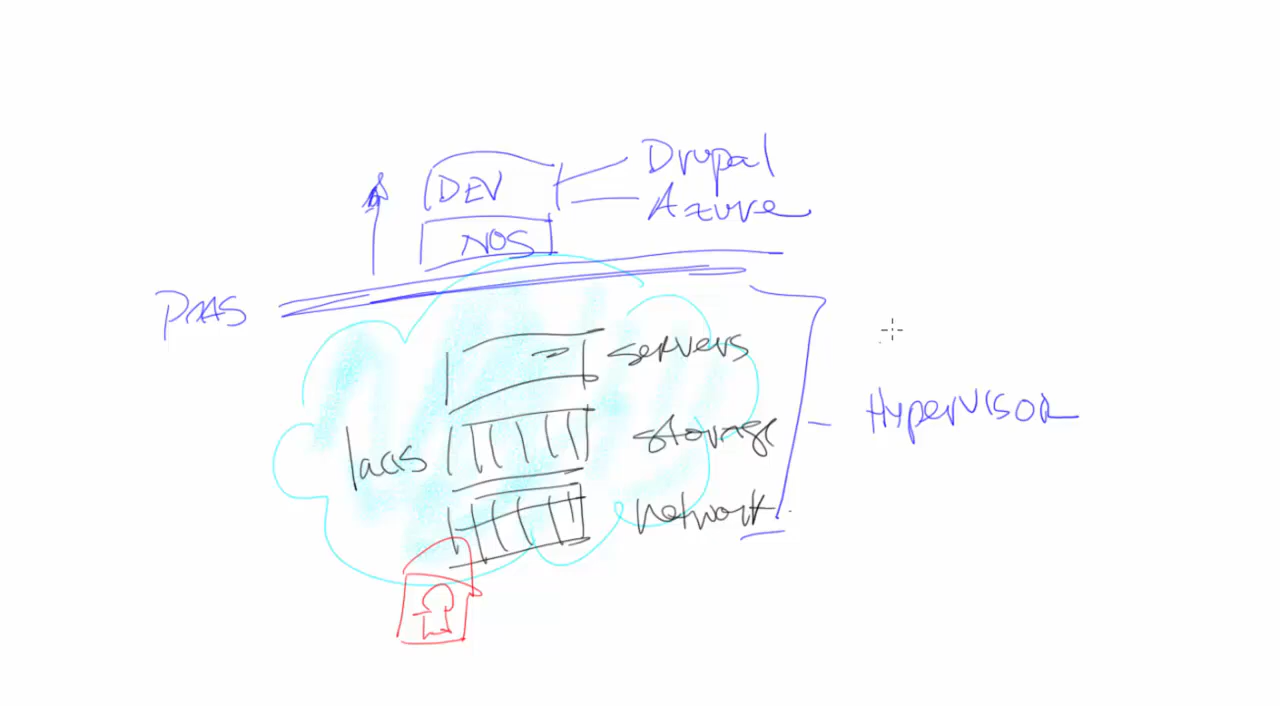 Drupal
DEV
Azure
NOS
PaaS
servers
storage
Iaas
Hypervisor
network